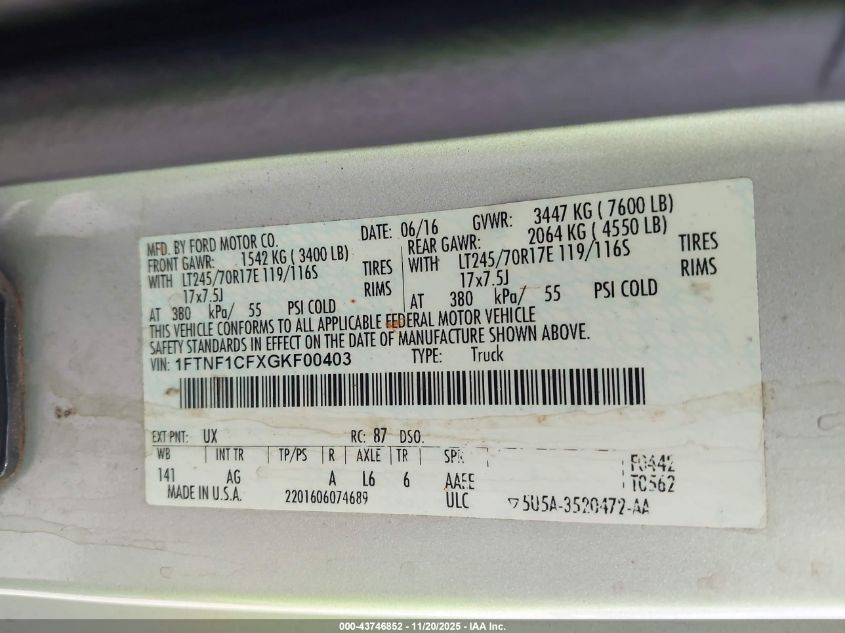 MFD. BY FORD MOTOR CO. DATE: 06/16 GVWR: 3447 KG ( 7600 LB)
FRONT GAWR: 1542 KG ( 3400 LB) REAR GAWR: 2064 KG ( 4550 LB)
WITH LT245/70R17E 119/116S TIRES WITH LT245/70R17E 119/116S TIRES
17x7.5J RIMS 17x7.5J RIMS
AT 380 kPa/ 55 PSI COLD AT 380 kPa/ 55 PSI COLD
THIS VEHICLE CONFORMS TO ALL APPLICABLE FEDERAL MOTOR VEHICLE
SAFETY STANDARDS IN EFFECT ON THE DATE OF MANUFACTURE SHOWN ABOVE.
VIN: 1FTNF1CFXGKF00403 TYPE: Truck
EXT PNT: UX RC: 87 DSO:
WB INT TR TP/PS R AXLE TR SPR F0442
141 AG A L6 6 AAFE T0562
MADE IN U.S.A. 2201606074689 ULC ▽5U5A-3520472-AA
000-43746852 - 11/20/2025 - IAA Inc.